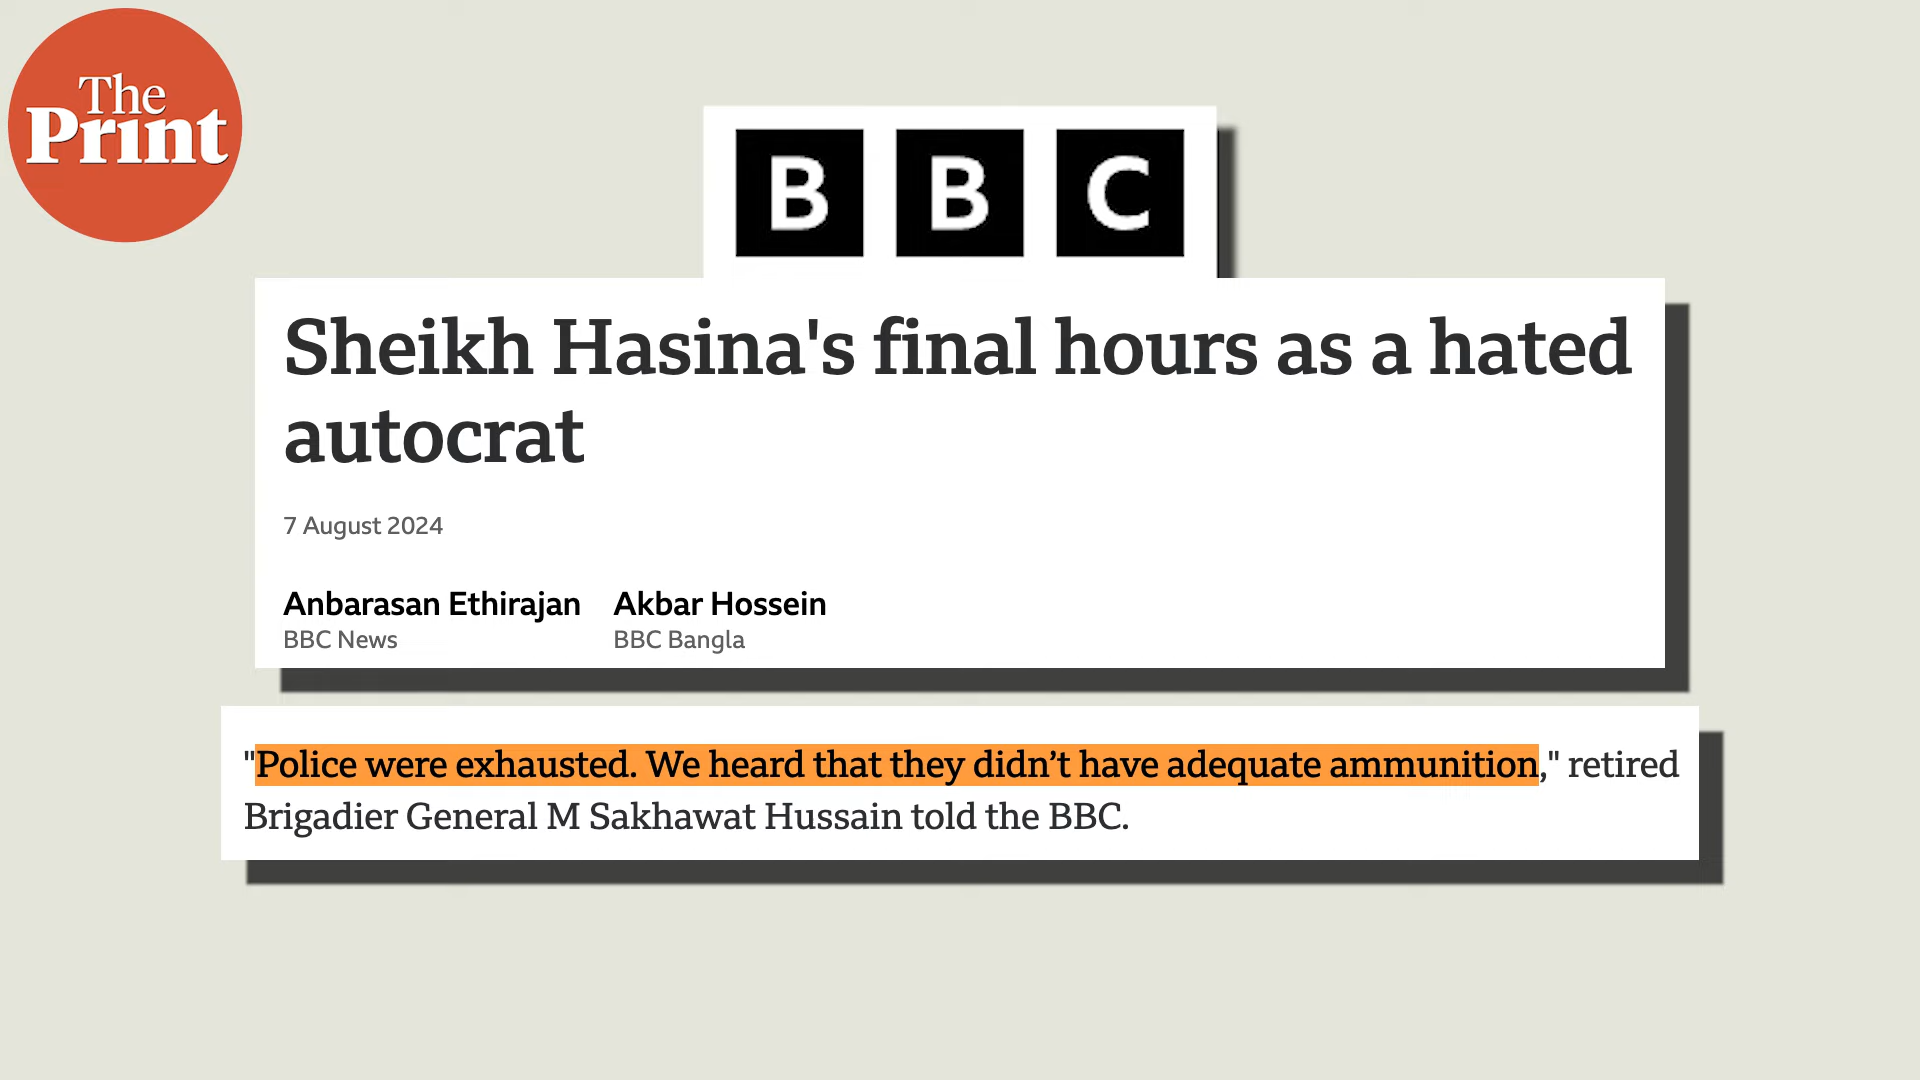 The
Print
BBC
Sheikh Hasina's final hours as a hated
autocrat
7 August 2024
Anbarasan Ethirajan Akbar Hossein
BBC News BBC Bangla
"Police were exhausted. We heard that they didn’t have adequate ammunition," retired
Brigadier General M Sakhawat Hussain told the BBC.